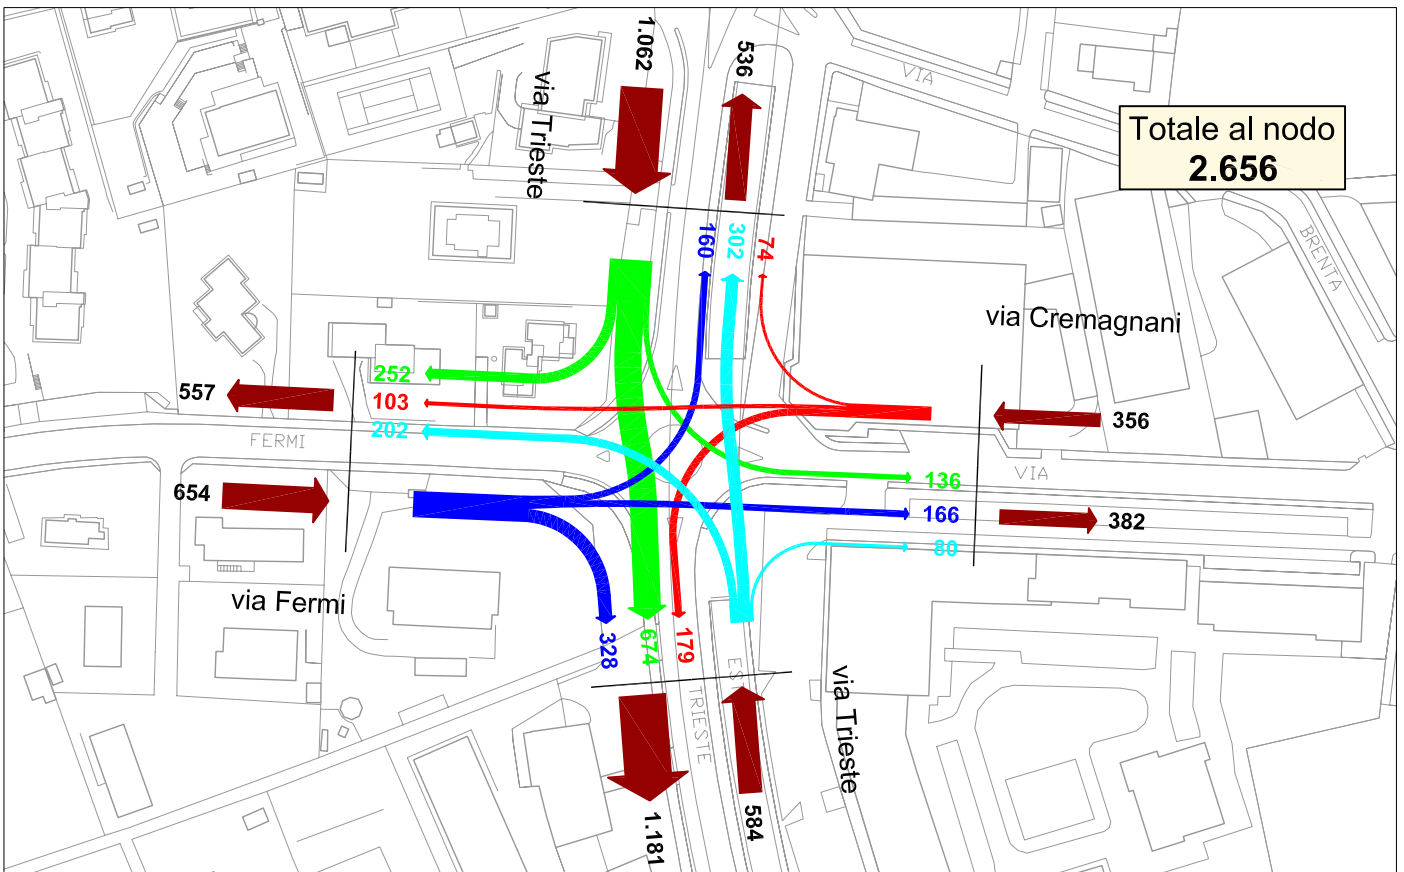 1.062
536
VIA
via Trieste
Totale al nodo
2.656
BRENTA
160
302
74
via Cremagnani
252
557
103
356
202
FERMI
VIA
136
654
166
382
80
via Fermi
328
674
179
ES
TRIESTE
via Trieste
1.181
584